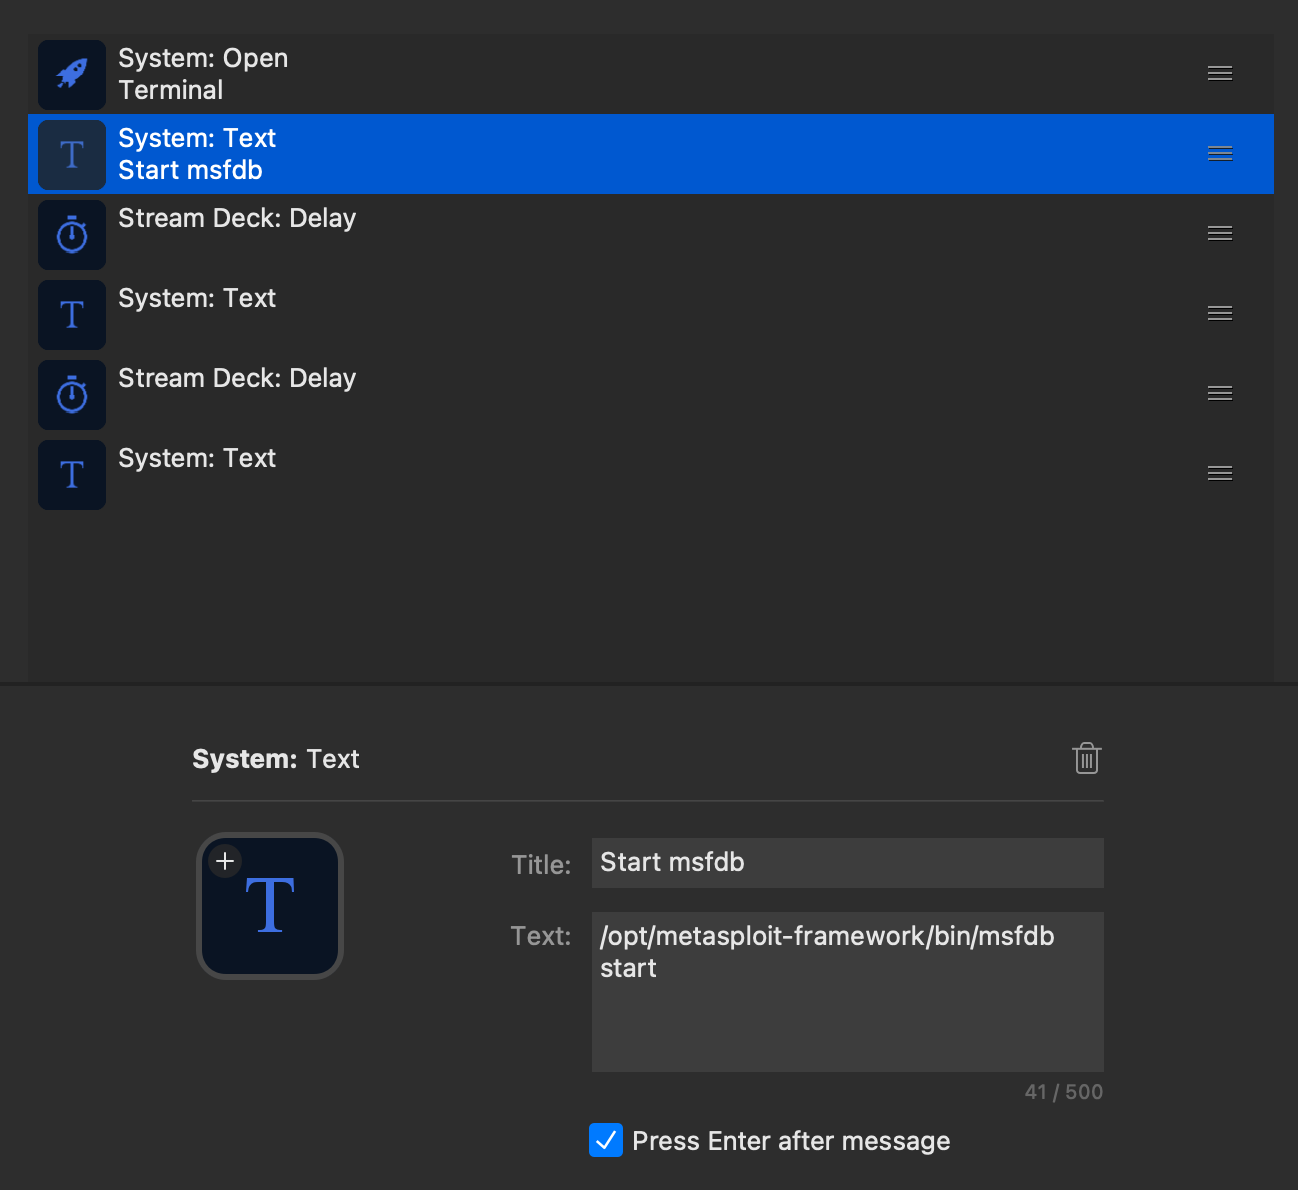 System: Open
Terminal
System: Text
Start msfdb
Stream Deck: Delay
System: Text
Stream Deck: Delay
System: Text
System: Text
Title:
Start msfdb
Text:
/opt/metasploit-framework/bin/msfdb
start
41 / 500
Press Enter after message